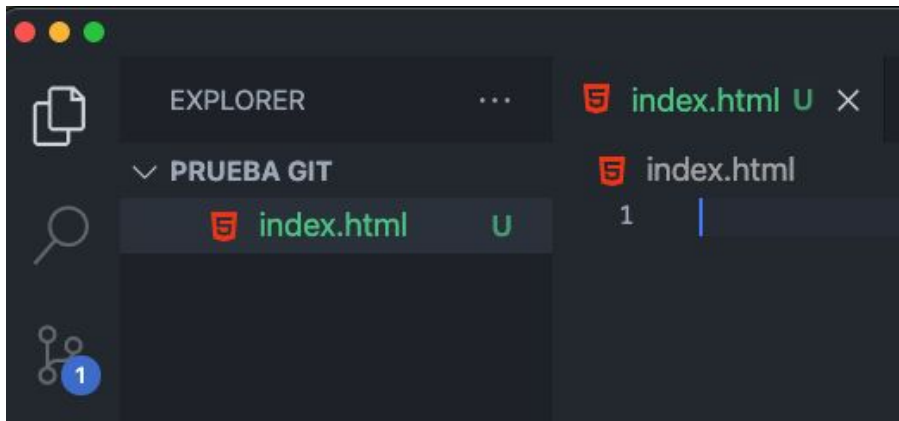 EXPLORER
PRUEBA GIT
index.html U
index.html U
index.html
1
1